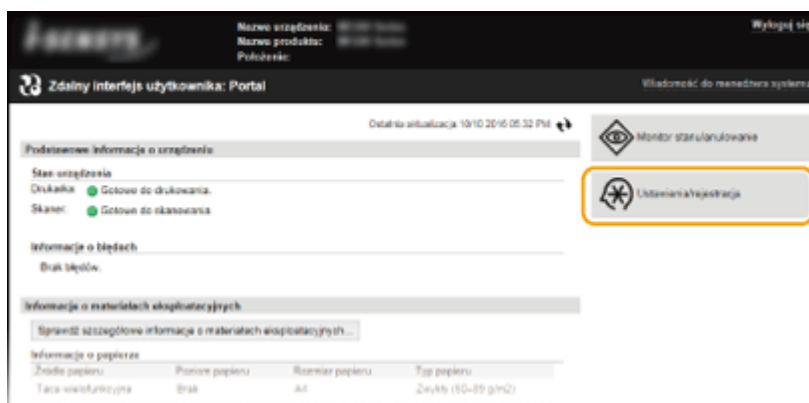 Nazwa urządzenia:
Nazwa produktu:
Położenie:
Wyloguj się
Zdalny interfejs użytkownika: Portal
Wiadomość do menedżera systemu
Ostatnia aktualizacja: 10/10 2016 05:32 PM
Monitor stanu/anulowanie
Podstawowe informacje o urządzeniu
Stan urządzenia
Drukarka: Gotowe do drukowania.
Skaner: Gotowe do skanowania.
Ustawienia/rejestracja
Informacje o błędach
Brak błędów.
Informacje o materiałach eksploatacyjnych
Sprawdź szczegółowe informacje o materiałach eksploatacyjnych...
Informacje o papierze
Źródło papieru Poziom papieru Rozmiar papieru Typ papieru
Taca wielofunkcyjna Brak A4 Zwykły (60-89 g/m2)